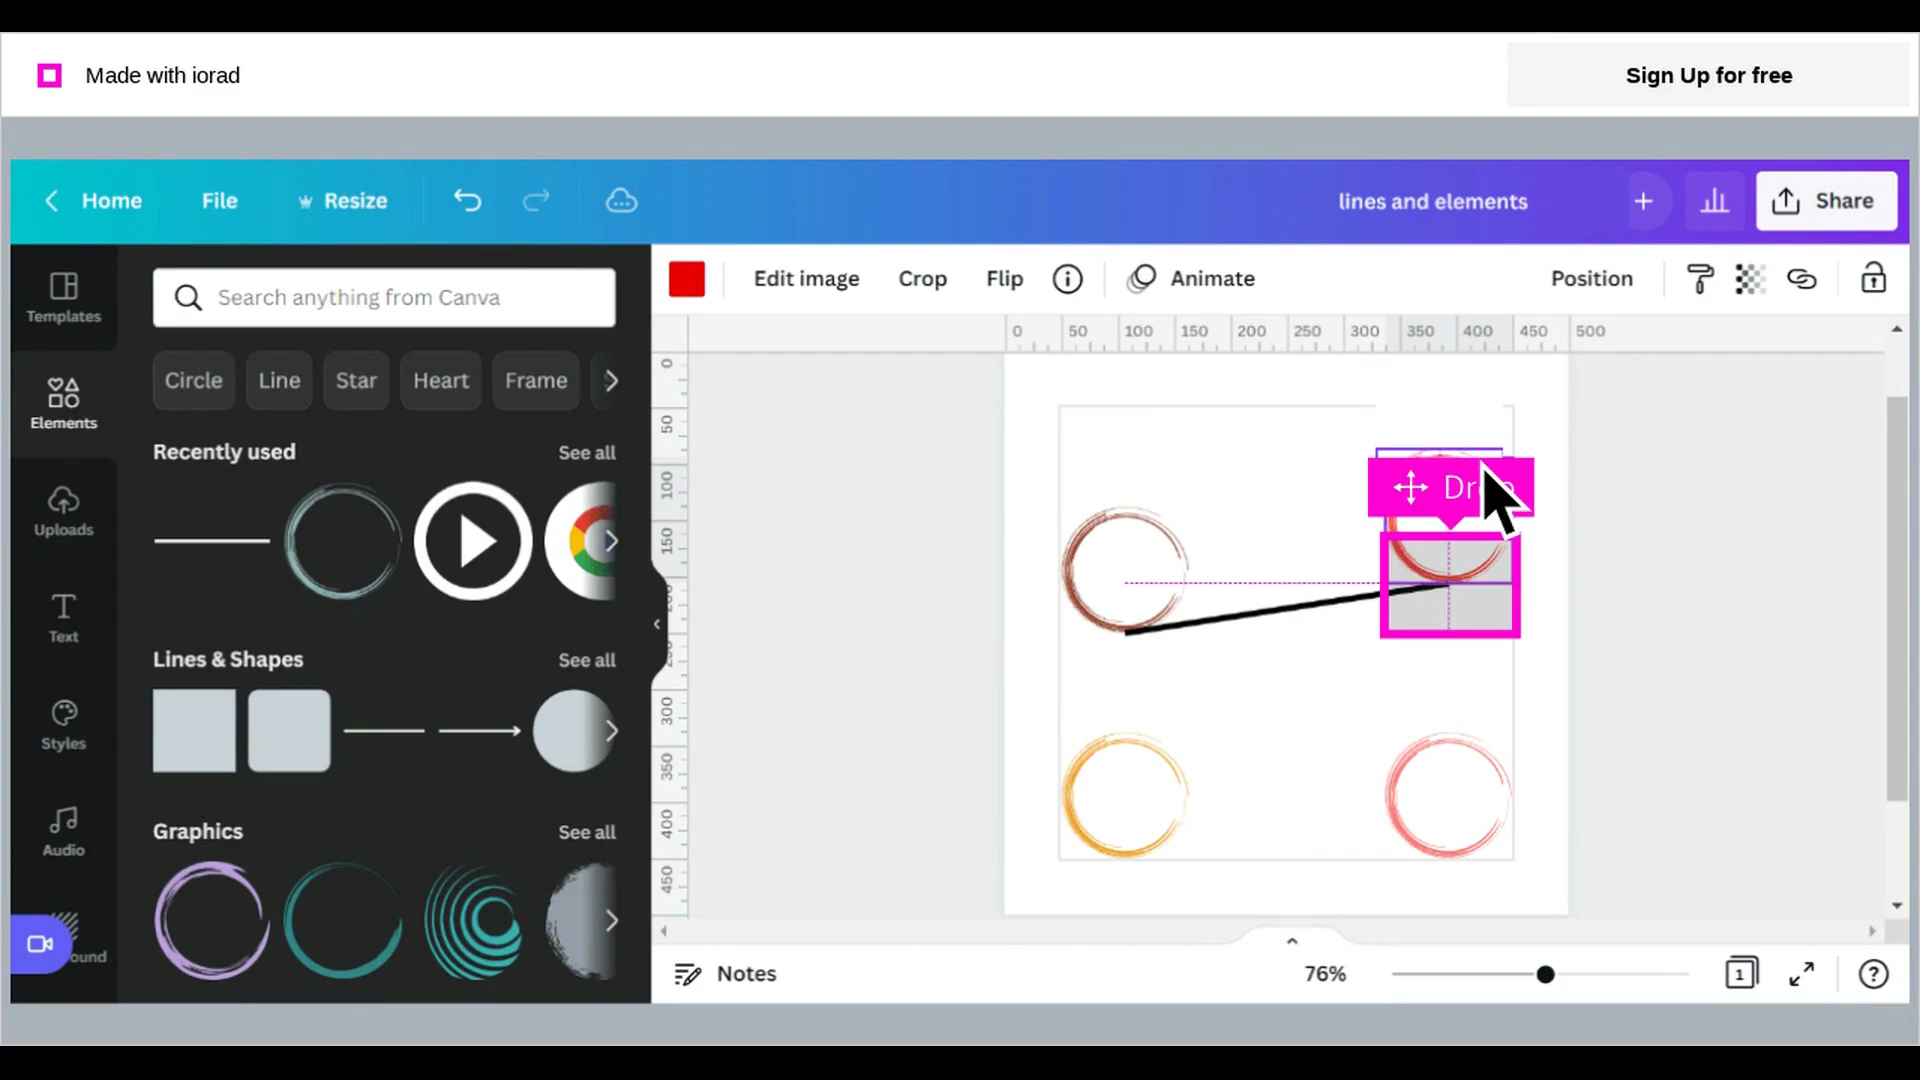 Made with iorad
Sign Up for free
Home File Resize lines and elements + Share
Templates
Elements
Uploads
Text
Styles
Audio
ound
Search anything from Canva
Circle Line Star Heart Frame
Recently used See all
Lines & Shapes See all
Graphics See all
Edit image Crop Flip Animate Position
0 50 100 150 200 250 300 350 400 450 500
0
50
100
150
300
350
400
450
Notes 76% 1 ?